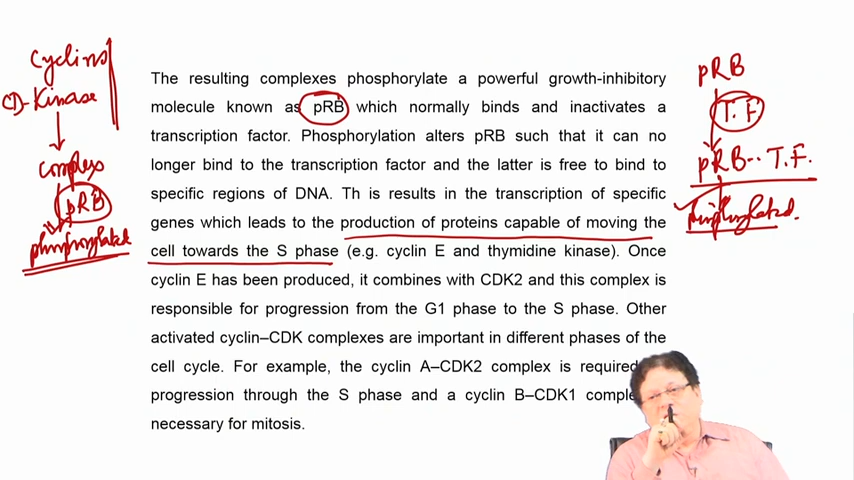 Cyclins
CD-Kinase
complex
pRB
phosphorylated
The resulting complexes phosphorylate a powerful growth-inhibitory
molecule known as pRB which normally binds and inactivates a
transcription factor. Phosphorylation alters pRB such that it can no
longer bind to the transcription factor and the latter is free to bind to
specific regions of DNA. Th is results in the transcription of specific
genes which leads to the production of proteins capable of moving the
cell towards the S phase (e.g. cyclin E and thymidine kinase). Once
cyclin E has been produced, it combines with CDK2 and this complex is
responsible for progression from the G1 phase to the S phase. Other
activated cyclin–CDK complexes are important in different phases of the
cell cycle. For example, the cyclin A–CDK2 complex is required
progression through the S phase and a cyclin B–CDK1 comple
necessary for mitosis.
pRB
T.F
pRB-- T.F.
phosphorylated.